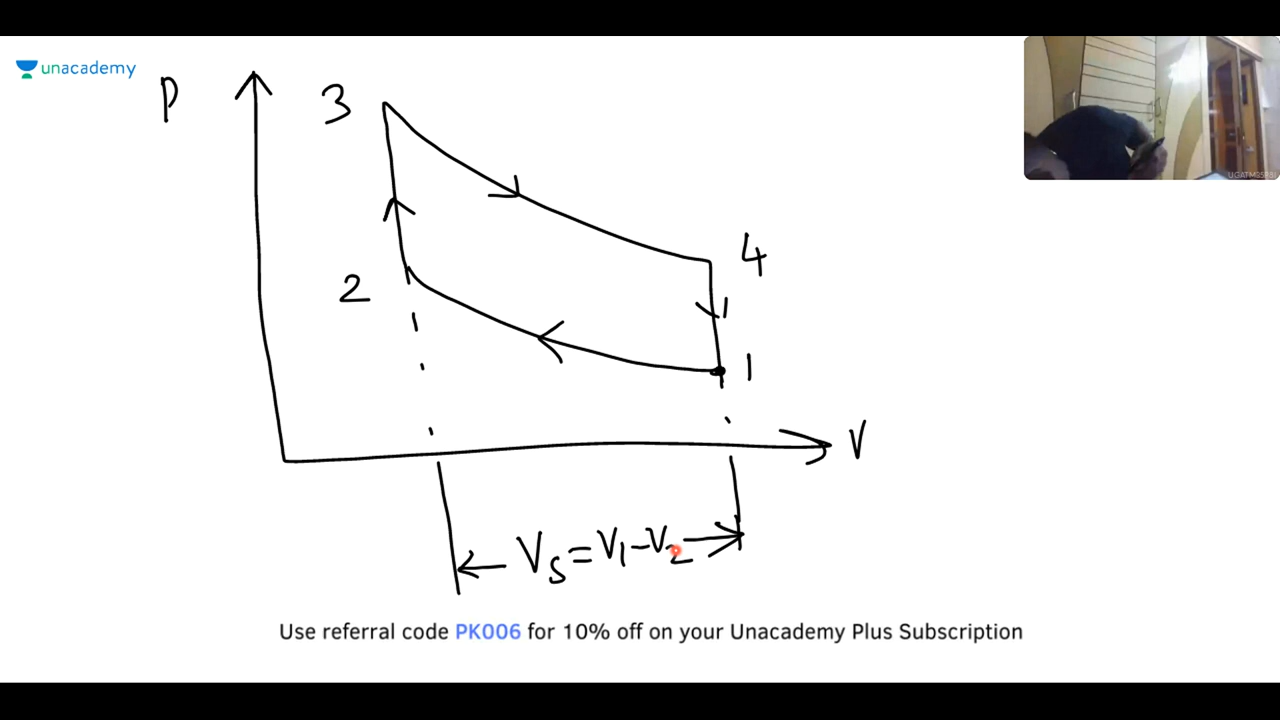 unacademy
P
3
4
2
1
V
Vs=V1-V2
Use referral code PK006 for 10% off on your Unacademy Plus Subscription